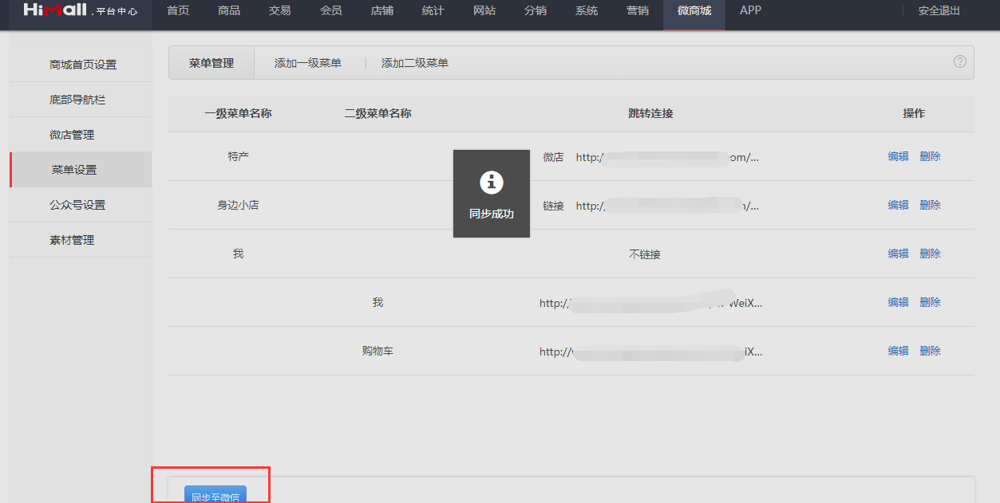 HiMall.平台中心 首页 商品 交易 会员 店铺 统计 网站 分销 系统 营销 微商城 APP 安全退出
商城首页设置
底部导航栏
微店管理
菜单设置
公众号设置
素材管理
菜单管理 添加一级菜单 添加二级菜单
一级菜单名称 二级菜单名称 跳转连接 操作
特产 微店 http:/ om/... 编辑 删除
身边小店 链接 http:/ /... 编辑 删除
我 不链接 编辑 删除
我 http:/ WeiX... 编辑 删除
购物车 http:// iX... 编辑 删除
同步成功
同步至微信